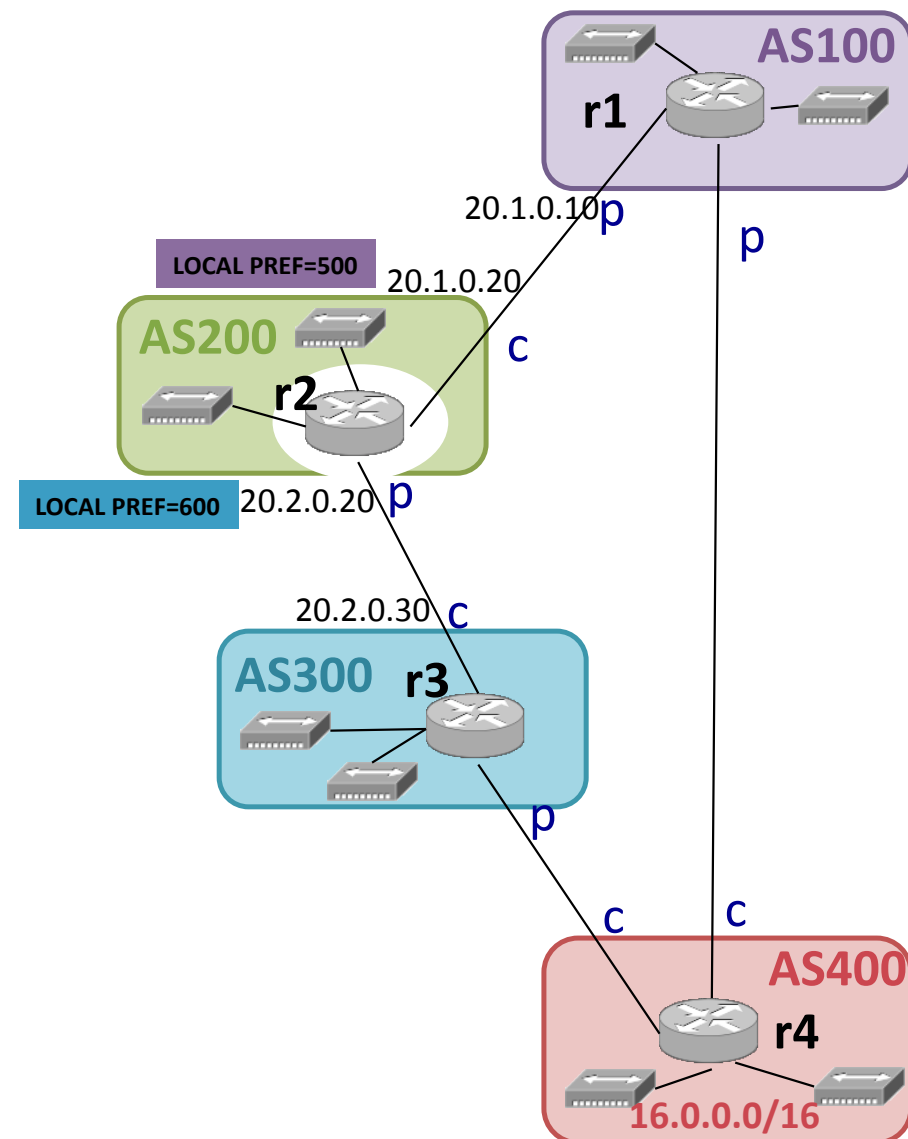 AS100
r1
20.1.0.10
p
p
LOCAL PREF=500
20.1.0.20
AS200
c
r2
LOCAL PREF=600
20.2.0.20
p
20.2.0.30
c
AS300
r3
p
c
c
AS400
r4
16.0.0.0/16